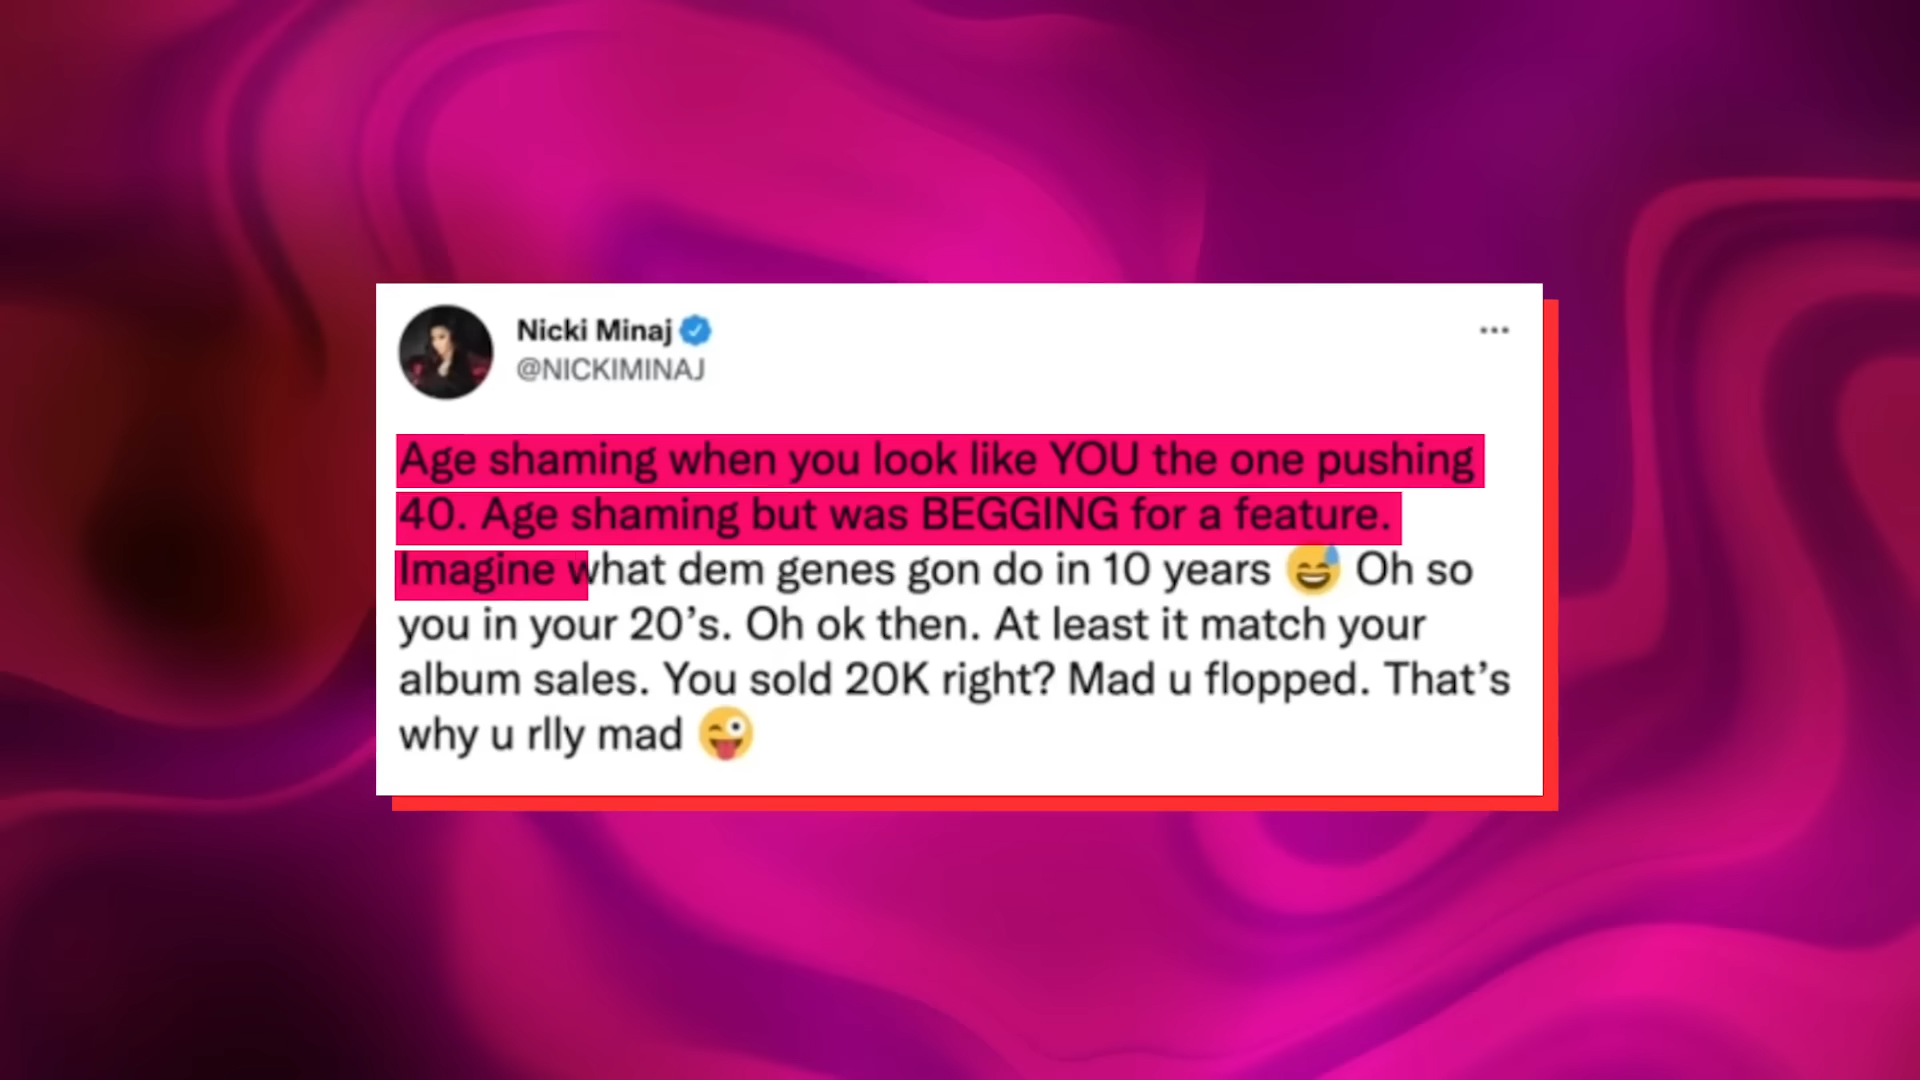 Nicki Minaj
@NICKIMINAJ
Age shaming when you look like YOU the one pushing
40. Age shaming but was BEGGING for a feature.
Imagine what dem genes gon do in 10 years 😅 Oh so
you in your 20’s. Oh ok then. At least it match your
album sales. You sold 20K right? Mad u flopped. That’s
why u rlly mad 😜